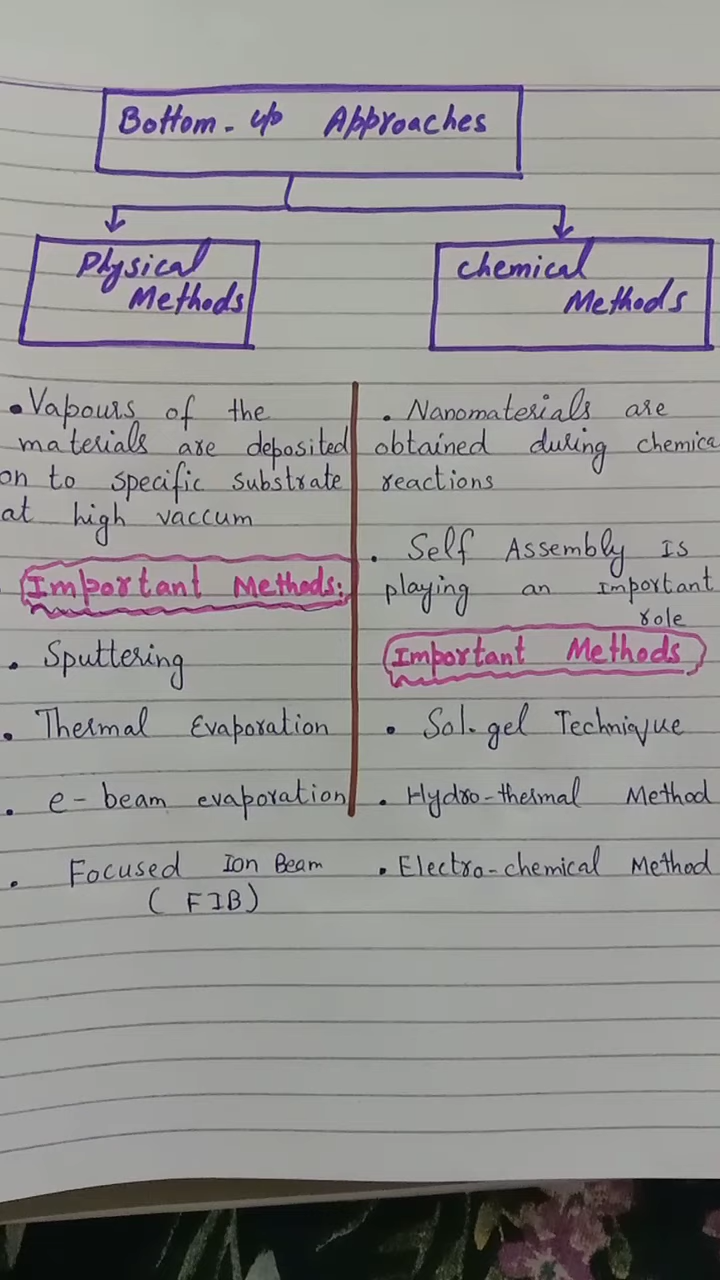 Bottom-up Approaches
Physical
Methods
Chemical
Methods
• Vapours of the
materials are deposited
on to specific substrate
at high vaccum
Important Methods:
• Sputtering
• Thermal Evaporation
• e-beam evaporation
• Focused Ion Beam
(FIB)
• Nanomaterials are
obtained during chemica
reactions
• Self Assembly Is
playing an important
role
Important Methods
• Sol-gel Technique
• Hydro-thermal Method
• Electro-chemical Method